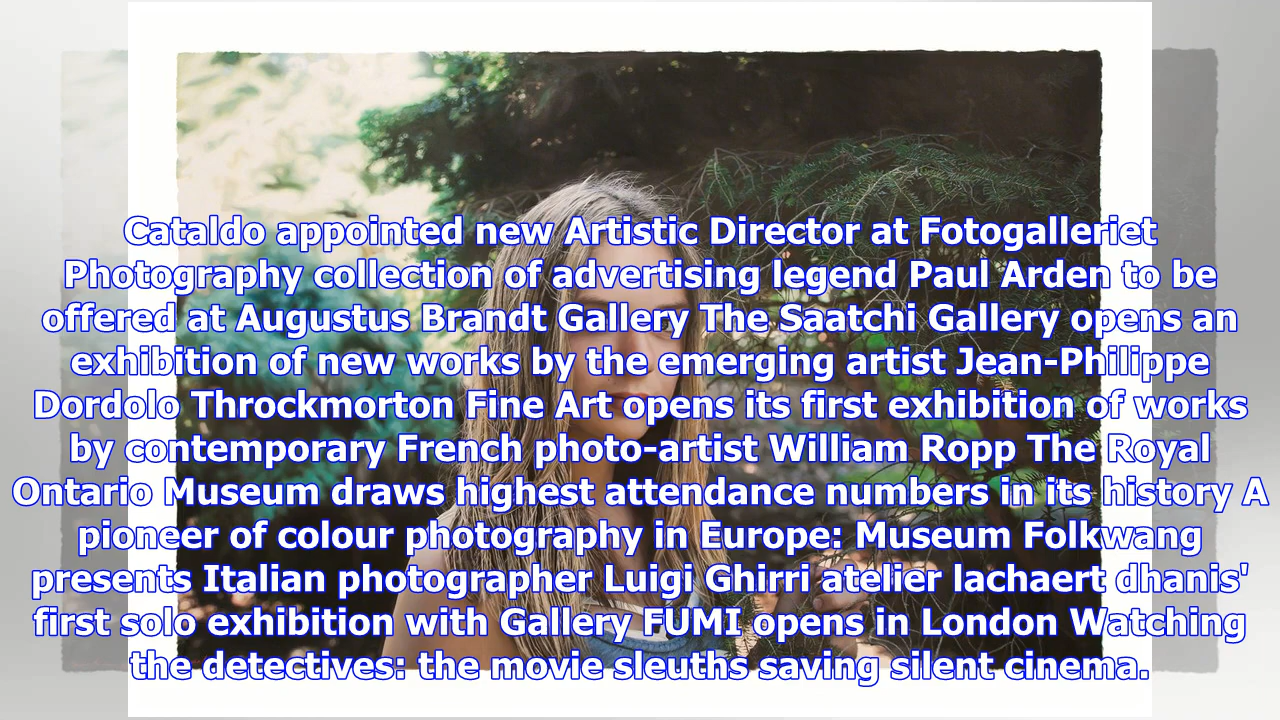 Cataldo appointed new Artistic Director at Fotogalleriet
Photography collection of advertising legend Paul Arden to be
offered at Augustus Brandt Gallery The Saatchi Gallery opens an
exhibition of new works by the emerging artist Jean-Philippe
Dordolo Throckmorton Fine Art opens its first exhibition of works
by contemporary French photo-artist William Ropp The Royal
Ontario Museum draws highest attendance numbers in its history A
pioneer of colour photography in Europe: Museum Folkwang
presents Italian photographer Luigi Ghirri atelier lachaert dhanis'
first solo exhibition with Gallery FUMI opens in London Watching
the detectives: the movie sleuths saving silent cinema.